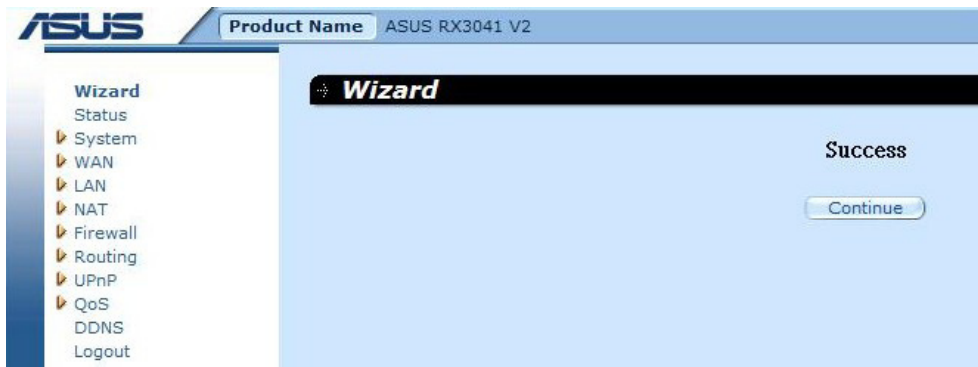 ASUS
Product Name ASUS RX3041 V2
Wizard
Status
System
WAN
LAN
NAT
Firewall
Routing
UPnP
QoS
DDNS
Logout
Wizard
Success
Continue